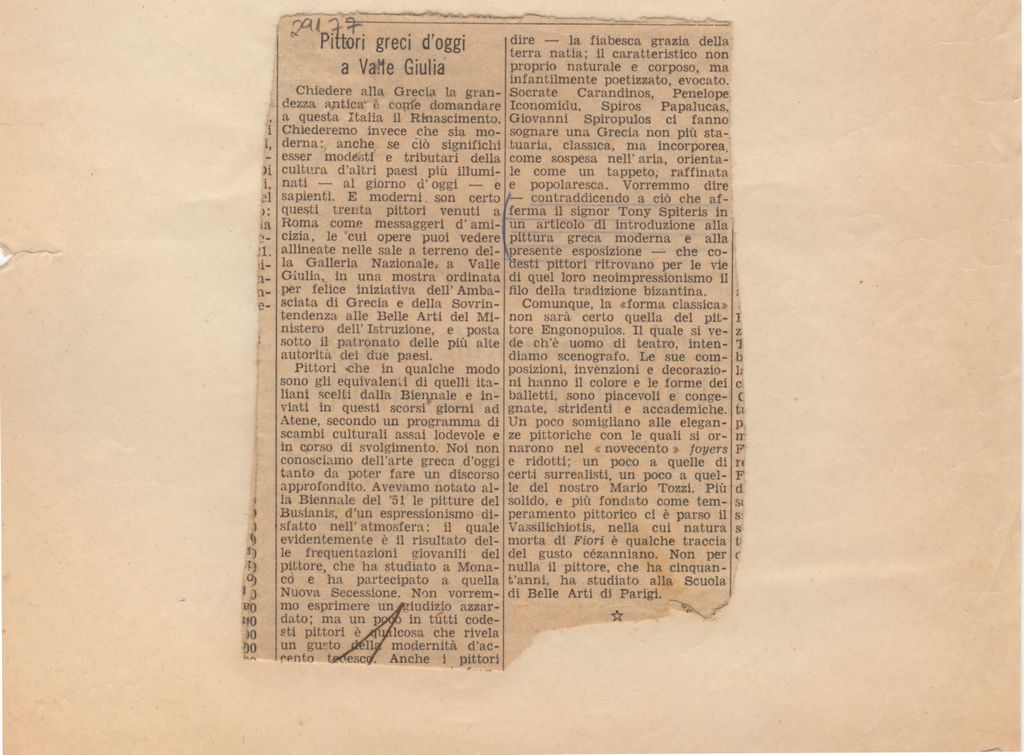 29177
Pittori greci d'oggi
a Valle Giulia
Chiedere alla Grecia la gran-
dezza antica è come domandare
a questa Italia il Rinascimento.
Chiederemo invece che sia mo-
derna: anche se ciò significhi
esser modesti e tributari della
cultura d'altri paesi più illumi-
nati — al giorno d'oggi — e
sapienti. E moderni son certo
questi trenta pittori venuti a
Roma come messaggeri d'ami-
cizia, le cui opere puoi vedere
allineate nelle sale a terreno del-
la Galleria Nazionale, a Valle
Giulia, in una mostra ordinata
per felice iniziativa dell'Amba-
sciata di Grecia e della Sovrin-
tendenza alle Belle Arti del Mi-
nistero dell'Istruzione, e posta
sotto il patronato delle più alte
autorità dei due paesi.
Pittori che in qualche modo
sono gli equivalenti di quelli ita-
liani scelti dalla Biennale e in-
viati in questi scorsi giorni ad
Atene, secondo un programma di
scambi culturali assai lodevole e
in corso di svolgimento. Noi non
conosciamo dell'arte greca d'oggi
tanto da poter fare un discorso
approfondito. Avevamo notato al-
la Biennale del '51 le pitture del
Busianis, d'un espressionismo di-
sfatto nell'atmosfera: il quale
evidentemente è il risultato del-
le frequentazioni giovanili del
pittore, che ha studiato a Mona-
co e ha partecipato a quella
Nuova Secessione. Non vorrem-
mo esprimere un giudizio azzar-
dato; ma un poco in tutti code-
sti pittori è qualcosa che rivela
un gusto della modernità d'ac-
cento tedesco. Anche i pittori
dire — la fiabesca grazia della
terra natia; il caratteristico non
proprio naturale e corposo, ma
infantilmente poetizzato, evocato.
Socrate Carandinos, Penelope
Iconomidu, Spiros Papalucas,
Giovanni Spiropulos ci fanno
sognare una Grecia non più sta-
tuaria, classica, ma incorporea,
come sospesa nell'aria, orienta-
le come un tappeto, raffinata
e popolaresca. Vorremmo dire
— contraddicendo a ciò che af-
ferma il signor Tony Spiteris in
un articolo di introduzione alla
pittura greca moderna e alla
presente esposizione — che co-
desti pittori ritrovano per le vie
di quel loro neoimpressionismo il
filo della tradizione bizantina.
Comunque, la «forma classica»
non sarà certo quella del pit-
tore Engonopulos. Il quale si ve-
de ch'è uomo di teatro, inten-
diamo scenografo. Le sue com-
posizioni, invenzioni e decorazio-
ni hanno il colore e le forme dei
balletti, sono piacevoli e conge-
gnate, stridenti e accademiche.
Un poco somigliano alle elegan-
ze pittoriche con le quali si or-
narono nel «novecento» foyers
e ridotti; un poco a quelle di
certi surrealisti, un poco a quel-
le del nostro Mario Tozzi. Più
solido, e più fondato come tem-
peramento pittorico ci è parso il
Vassilichiotis, nella cui natura
morta di Fiori è qualche traccia
del gusto cézanniano. Non per
nulla il pittore, che ha cinquan-
t'anni, ha studiato alla Scuola
di Belle Arti di Parigi.